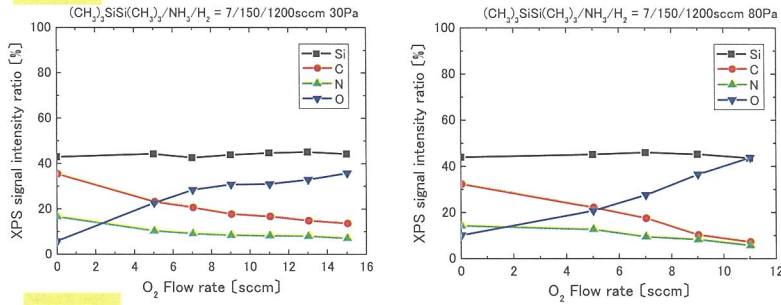 (CH₃)₃SiSi(CH₃)₃/NH₃/H₂ = 7/150/1200sccm 30Pa
XPS signal intensity ratio [%]
100
80
60
40
20
0
Si
C
N
O
0 2 4 6 8 10 12 14 16
O₂ Flow rate [sccm]
(CH₃)₃SiSi(CH₃)₃/NH₃/H₂ = 7/150/1200sccm 80Pa
XPS signal intensity ratio [%]
100
80
60
40
20
0
Si
C
N
O
0 2 4 6 8 10 12
O₂ Flow rate [sccm]